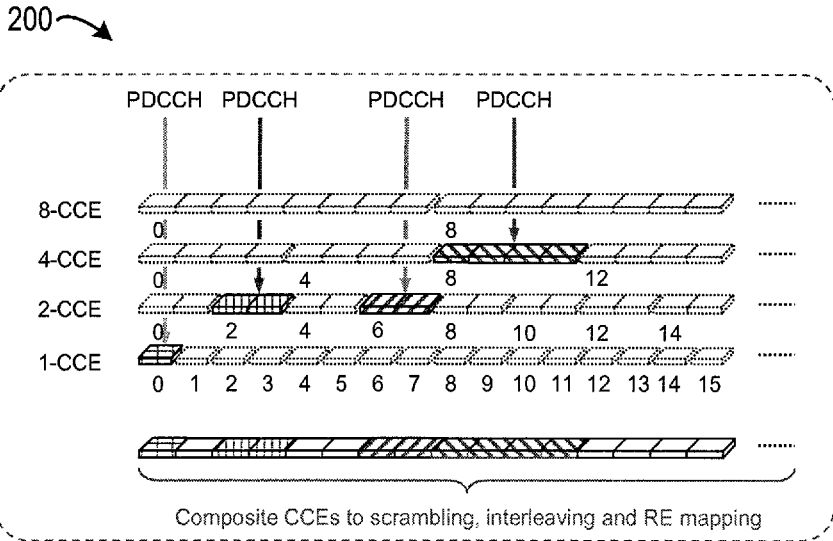 200
PDCCH PDCCH PDCCH PDCCH
8-CCE
0 8
4-CCE
0 4 8 12
2-CCE
0 2 4 6 8 10 12 14
1-CCE
0 1 2 3 4 5 6 7 8 9 10 11 12 13 14 15
Composite CCEs to scrambling, interleaving and RE mapping